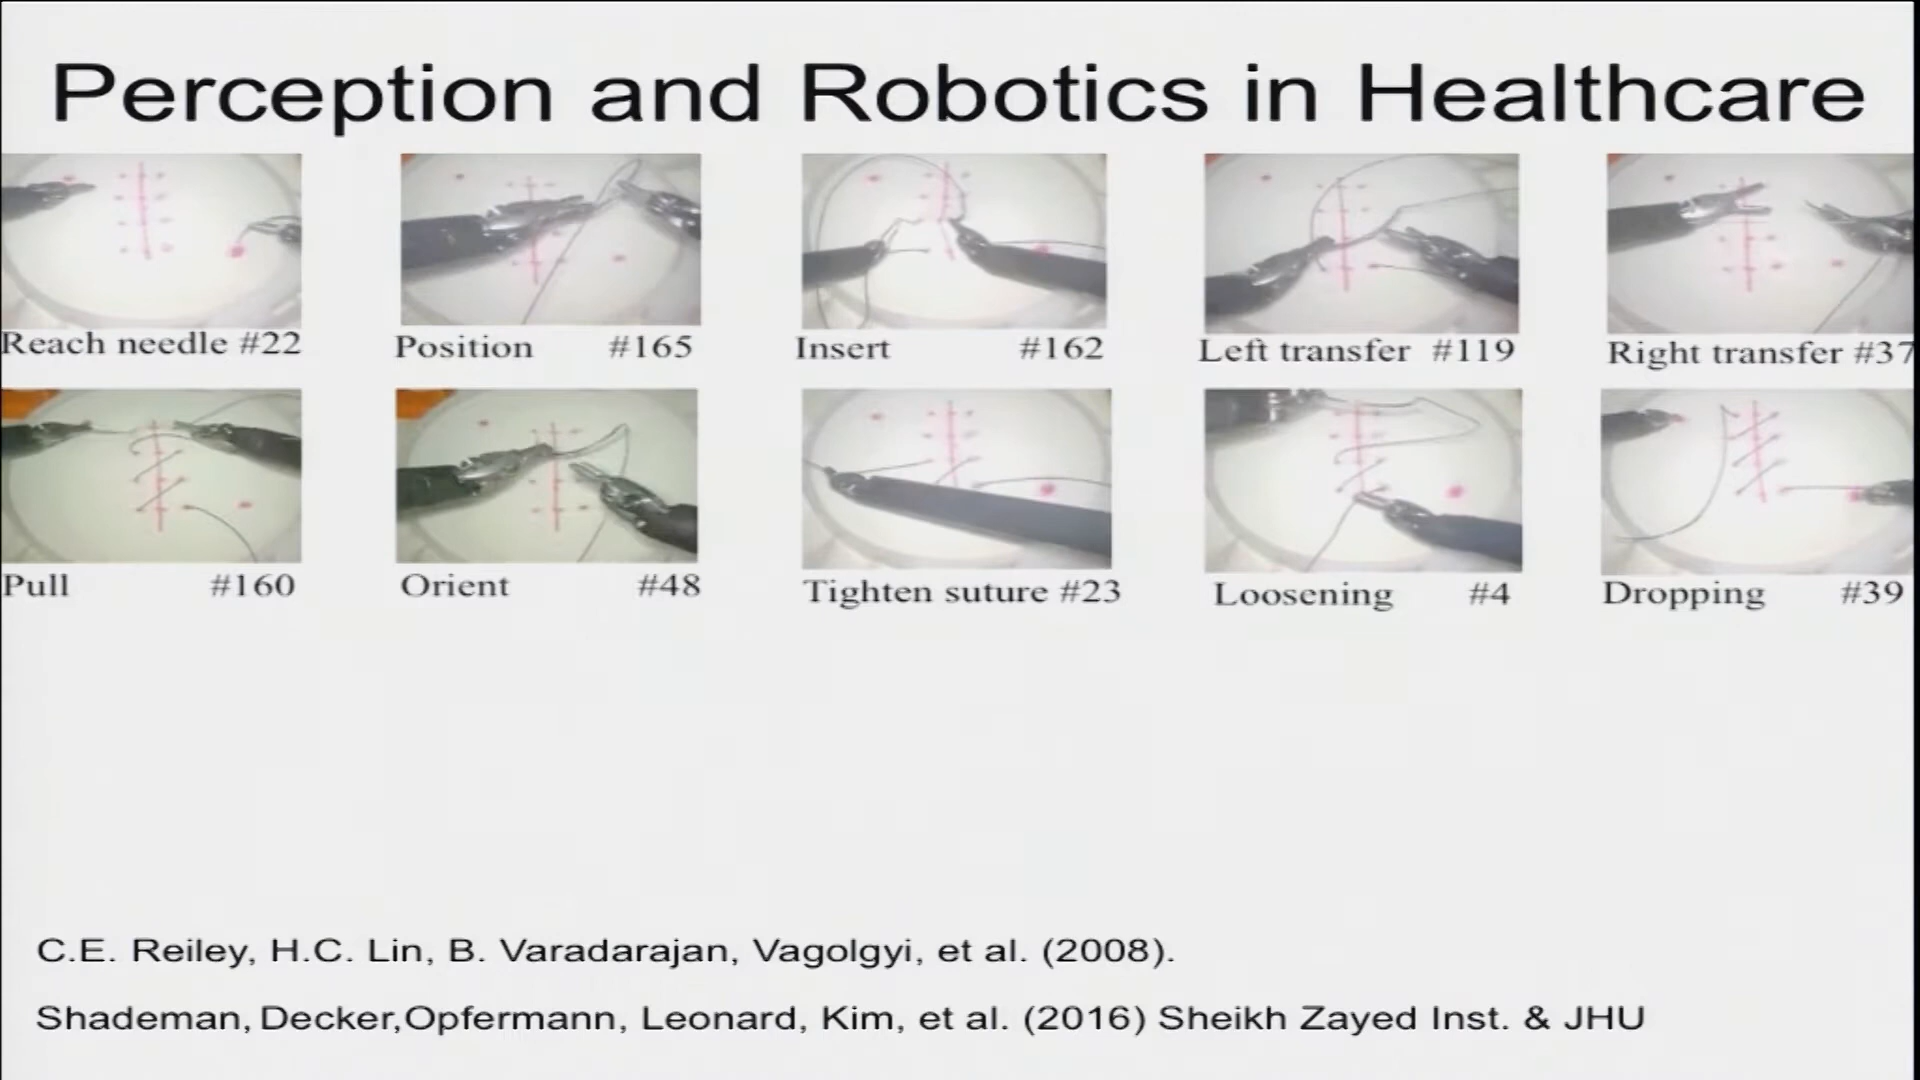 Perception and Robotics in Healthcare
Reach needle #22
Position #165
Insert #162
Left transfer #119
Right transfer #37
Pull #160
Orient #48
Tighten suture #23
Loosening #4
Dropping #39
C.E. Reiley, H.C. Lin, B. Varadarajan, Vagolgyi, et al. (2008).
Shademan, Decker,Opfermann, Leonard, Kim, et al. (2016) Sheikh Zayed Inst. & JHU